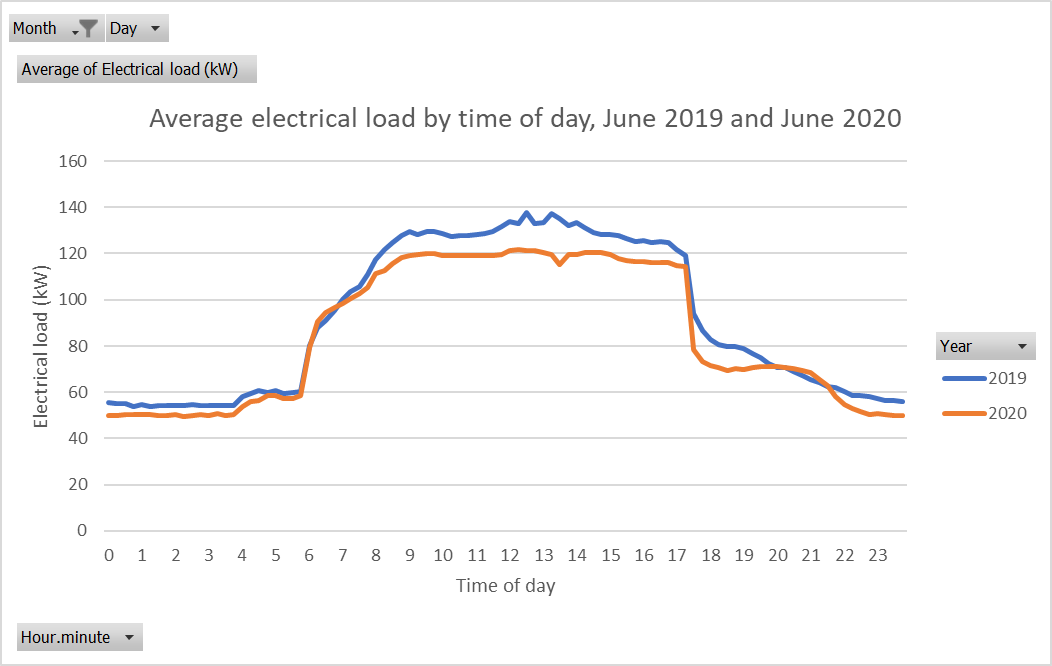 Month Day
Average of Electrical load (kW)
Average electrical load by time of day, June 2019 and June 2020
160
140
120
100
80
60
40
20
0
Electrical load (kW)
0 1 2 3 4 5 6 7 8 9 10 11 12 13 14 15 16 17 18 19 20 21 22 23
Time of day
Year
2019
2020
Hour.minute